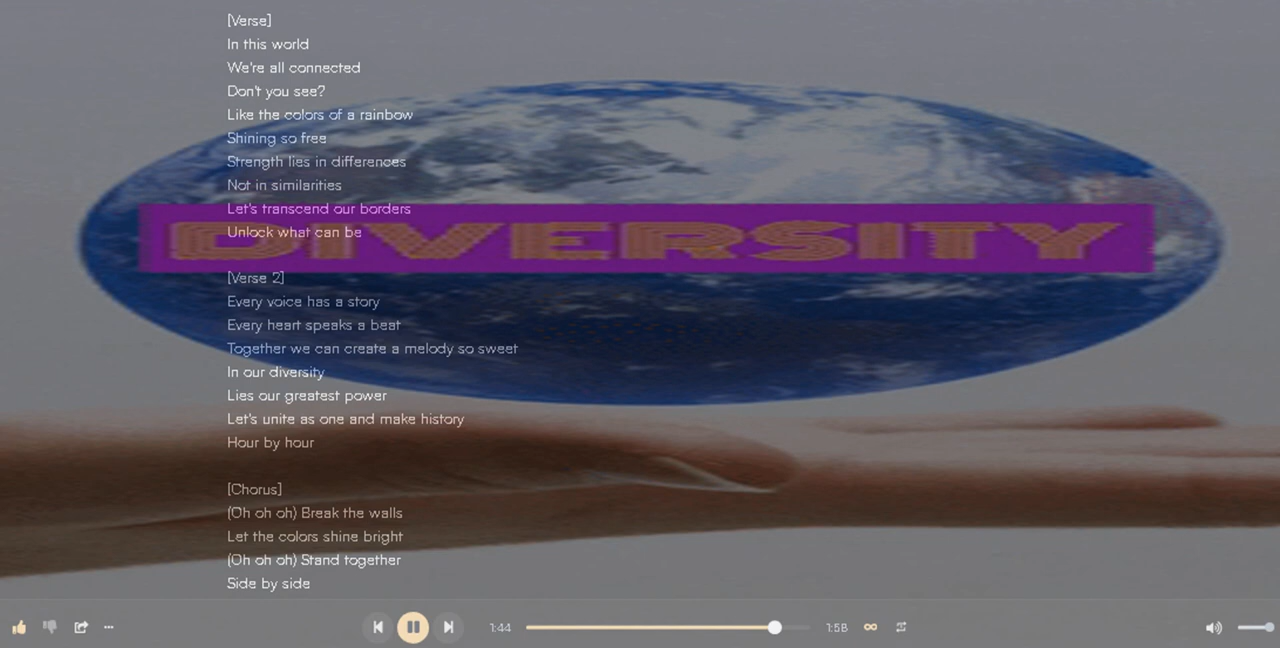 [Verse]
In this world
We're all connected
Don't you see?
Like the colors of a rainbow
Shining so free
Strength lies in differences
Not in similarities
Let's transcend our borders
Unlock what can be
DIVERSITY
[Verse 2]
Every voice has a story
Every heart speaks a beat
Together we can create a melody so sweet
In our diversity
Lies our greatest power
Let's unite as one and make history
Hour by hour
[Chorus]
(Oh oh oh) Break the walls
Let the colors shine bright
(Oh oh oh) Stand together
Side by side
1:44
1:58